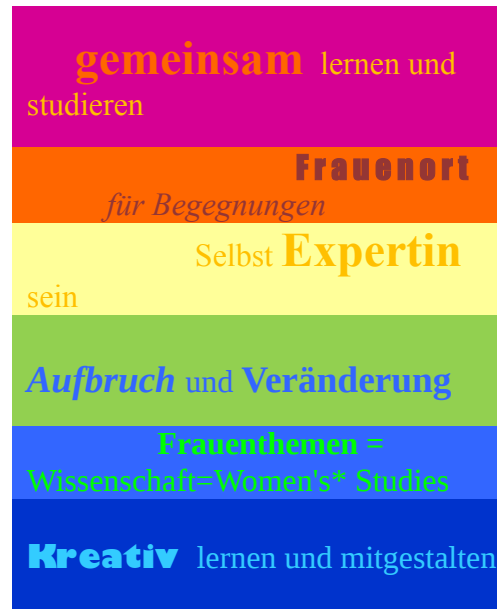 gemeinsam lernen und
studieren
Frauenort
für Begegnungen
Selbst Expertin
sein
Aufbruch und Veränderung
Frauenthemen =
Wissenschaft=Women's* Studies
Kreativ lernen und mitgestalten